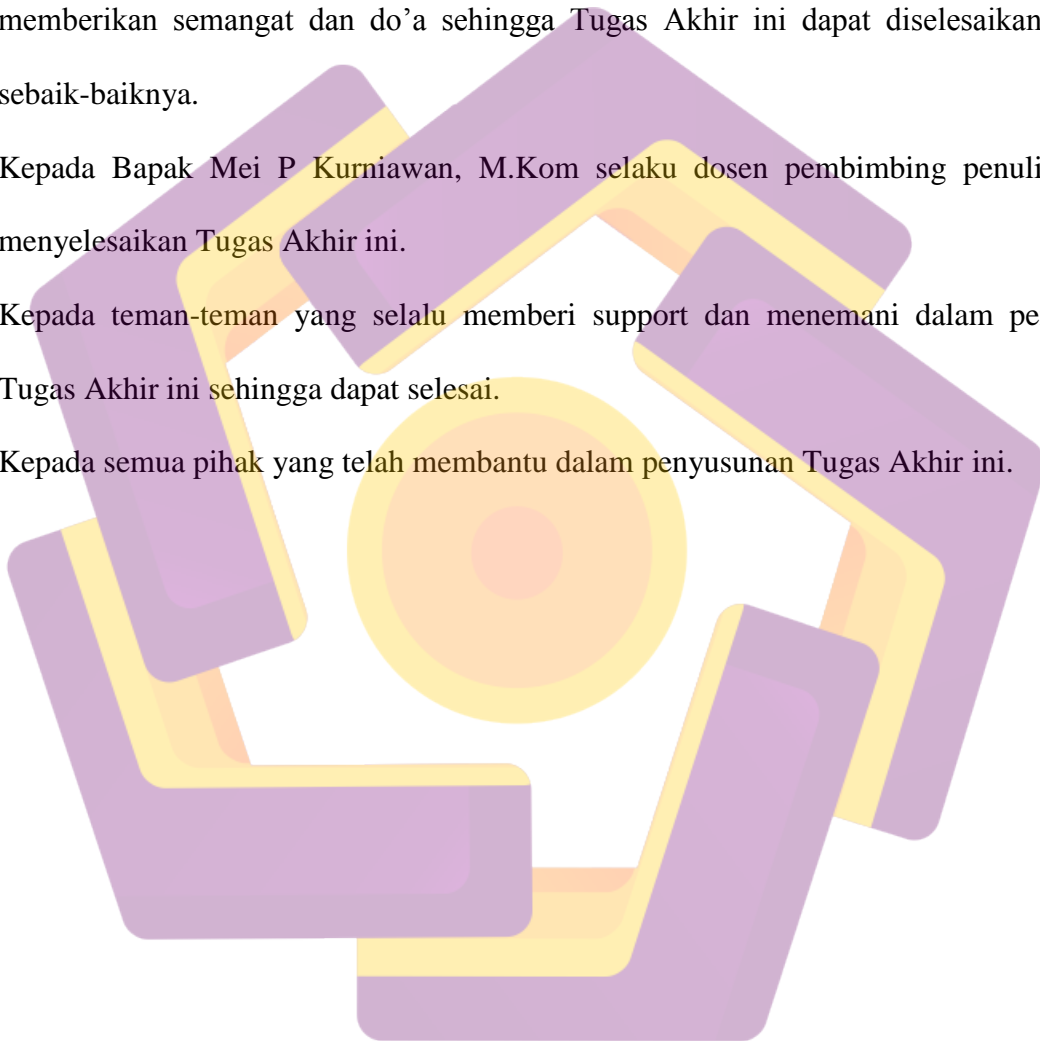 memberikan semangat dan do’a sehingga Tugas Akhir ini dapat diselesaikan
sebaik-baiknya.
Kepada Bapak Mei P Kurniawan, M.Kom selaku dosen pembimbing penuli
menyelesaikan Tugas Akhir ini.
Kepada teman-teman yang selalu memberi support dan menemani dalam pe
Tugas Akhir ini sehingga dapat selesai.
Kepada semua pihak yang telah membantu dalam penyusunan Tugas Akhir ini.